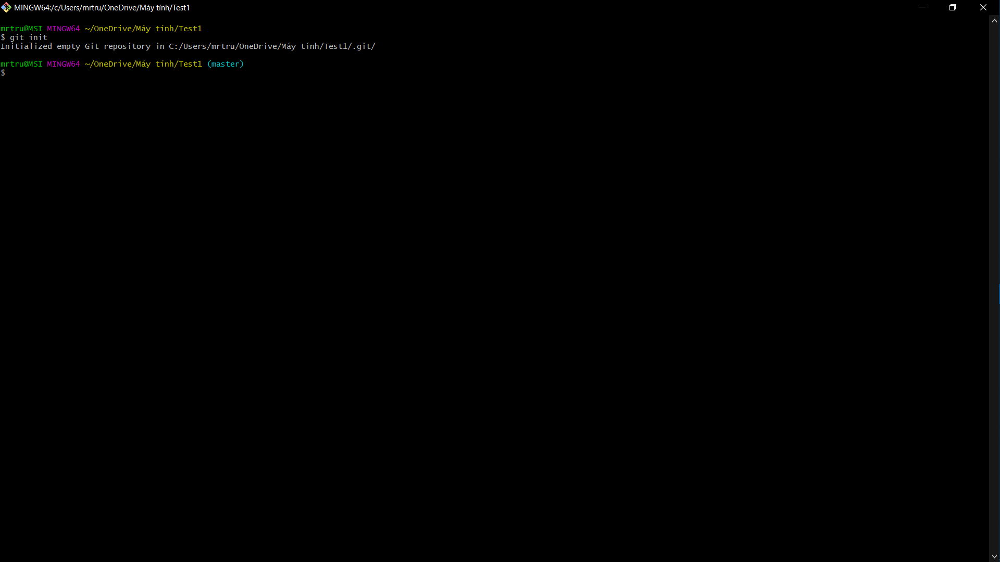 MINGW64:/c/Users/mrtru/OneDrive/Máy tính/Test1
mrtru@MSI MINGW64 ~/OneDrive/Máy tính/Test1
$ git init
Initialized empty Git repository in C:/Users/mrtru/OneDrive/Máy tính/Test1/.git/
mrtru@MSI MINGW64 ~/OneDrive/Máy tính/Test1 (master)
$